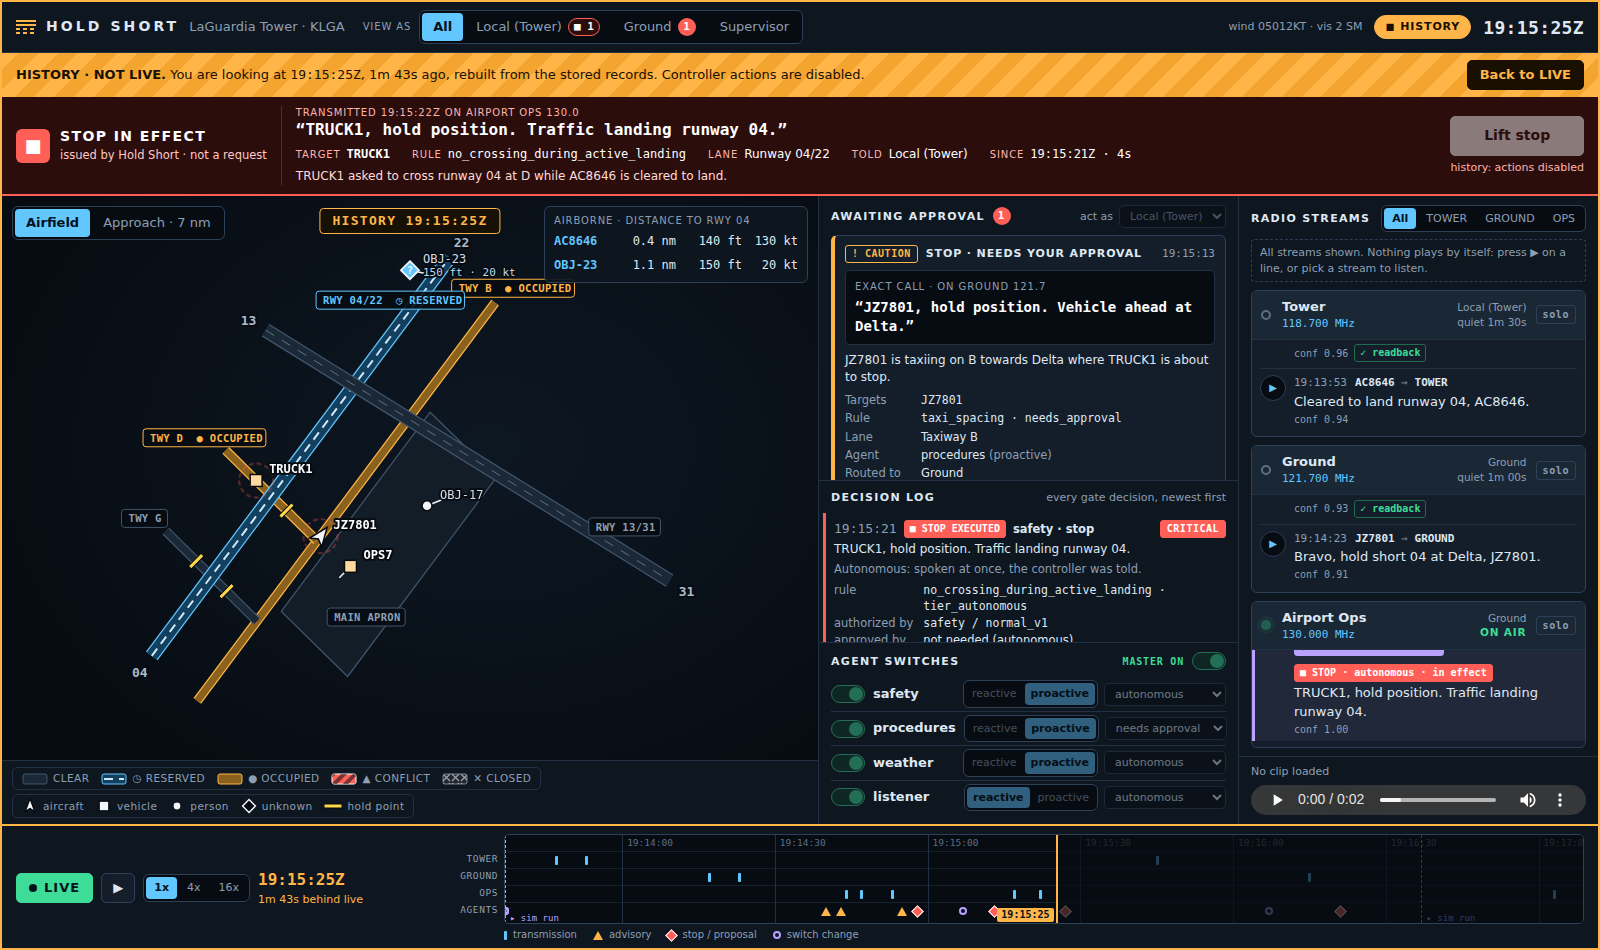 HOLD SHORT LaGuardia Tower · KLGA VIEW AS All Local (Tower) ■ 1 Ground 1 Supervisor wind 05012KT · vis 2 SM ■ HISTORY 19:15:25Z
HISTORY · NOT LIVE. You are looking at 19:15:25Z, 1m 43s ago, rebuilt from the stored records. Controller actions are disabled. Back to LIVE
STOP IN EFFECT
issued by Hold Short · not a request
TRANSMITTED 19:15:22Z ON AIRPORT OPS 130.0
“TRUCK1, hold position. Traffic landing runway 04.”
TARGET TRUCK1 RULE no_crossing_during_active_landing LANE Runway 04/22 TOLD Local (Tower) SINCE 19:15:21Z · 4s
TRUCK1 asked to cross runway 04 at D while AC8646 is cleared to land.
Lift stop
history: actions disabled
Airfield Approach · 7 nm
HISTORY 19:15:25Z
AIRBORNE · DISTANCE TO RWY 04
AC8646 0.4 nm 140 ft 130 kt
OBJ-23 1.1 nm 150 ft 20 kt
22
OBJ-23
150 ft · 20 kt
?
TWY B ● OCCUPIED
RWY 04/22 ◷ RESERVED
13
TWY D ● OCCUPIED
TRUCK1
OBJ-17
TWY G
JZ7801
RWY 13/31
OPS7
31
MAIN APRON
04
CLEAR ◷ RESERVED ● OCCUPIED ▲ CONFLICT ✕ CLOSED
aircraft vehicle person unknown hold point
AWAITING APPROVAL 1 act as Local (Tower)
! CAUTION STOP · NEEDS YOUR APPROVAL 19:15:13
EXACT CALL · ON GROUND 121.7
“JZ7801, hold position. Vehicle ahead at
Delta.”
JZ7801 is taxiing on B towards Delta where TRUCK1 is about
to stop.
Targets JZ7801
Rule taxi_spacing · needs_approval
Lane Taxiway B
Agent procedures (proactive)
Routed to Ground
DECISION LOG every gate decision, newest first
19:15:21 ■ STOP EXECUTED safety · stop CRITICAL
TRUCK1, hold position. Traffic landing runway 04.
Autonomous: spoken at once, the controller was told.
rule no_crossing_during_active_landing ·
tier_autonomous
authorized by safety / normal_v1
approved by not needed (autonomous)
AGENT SWITCHES MASTER ON
safety reactive proactive autonomous
procedures reactive proactive needs approval
weather reactive proactive autonomous
listener reactive proactive autonomous
RADIO STREAMS All TOWER GROUND OPS
All streams shown. Nothing plays by itself: press ▶ on a
line, or pick a stream to listen.
Tower Local (Tower) solo
118.700 MHz quiet 1m 30s
conf 0.96 ✓ readback
19:13:53 AC8646 → TOWER
Cleared to land runway 04, AC8646.
conf 0.94
Ground Ground solo
121.700 MHz quiet 1m 00s
conf 0.93 ✓ readback
19:14:23 JZ7801 → GROUND
Bravo, hold short 04 at Delta, JZ7801.
conf 0.91
Airport Ops Ground solo
130.000 MHz ON AIR
■ STOP · autonomous · in effect
TRUCK1, hold position. Traffic landing
runway 04.
conf 1.00
No clip loaded
0:00 / 0:02
LIVE ▶ 1x 4x 16x 19:15:25Z
1m 43s behind live
19:14:00 19:14:30 19:15:00 19:15:30 19:16:00 19:16:30 19:17:0
TOWER
GROUND
OPS
AGENTS
▸ sim run 19:15:25 ▸ sim run
transmission advisory stop / proposal switch change